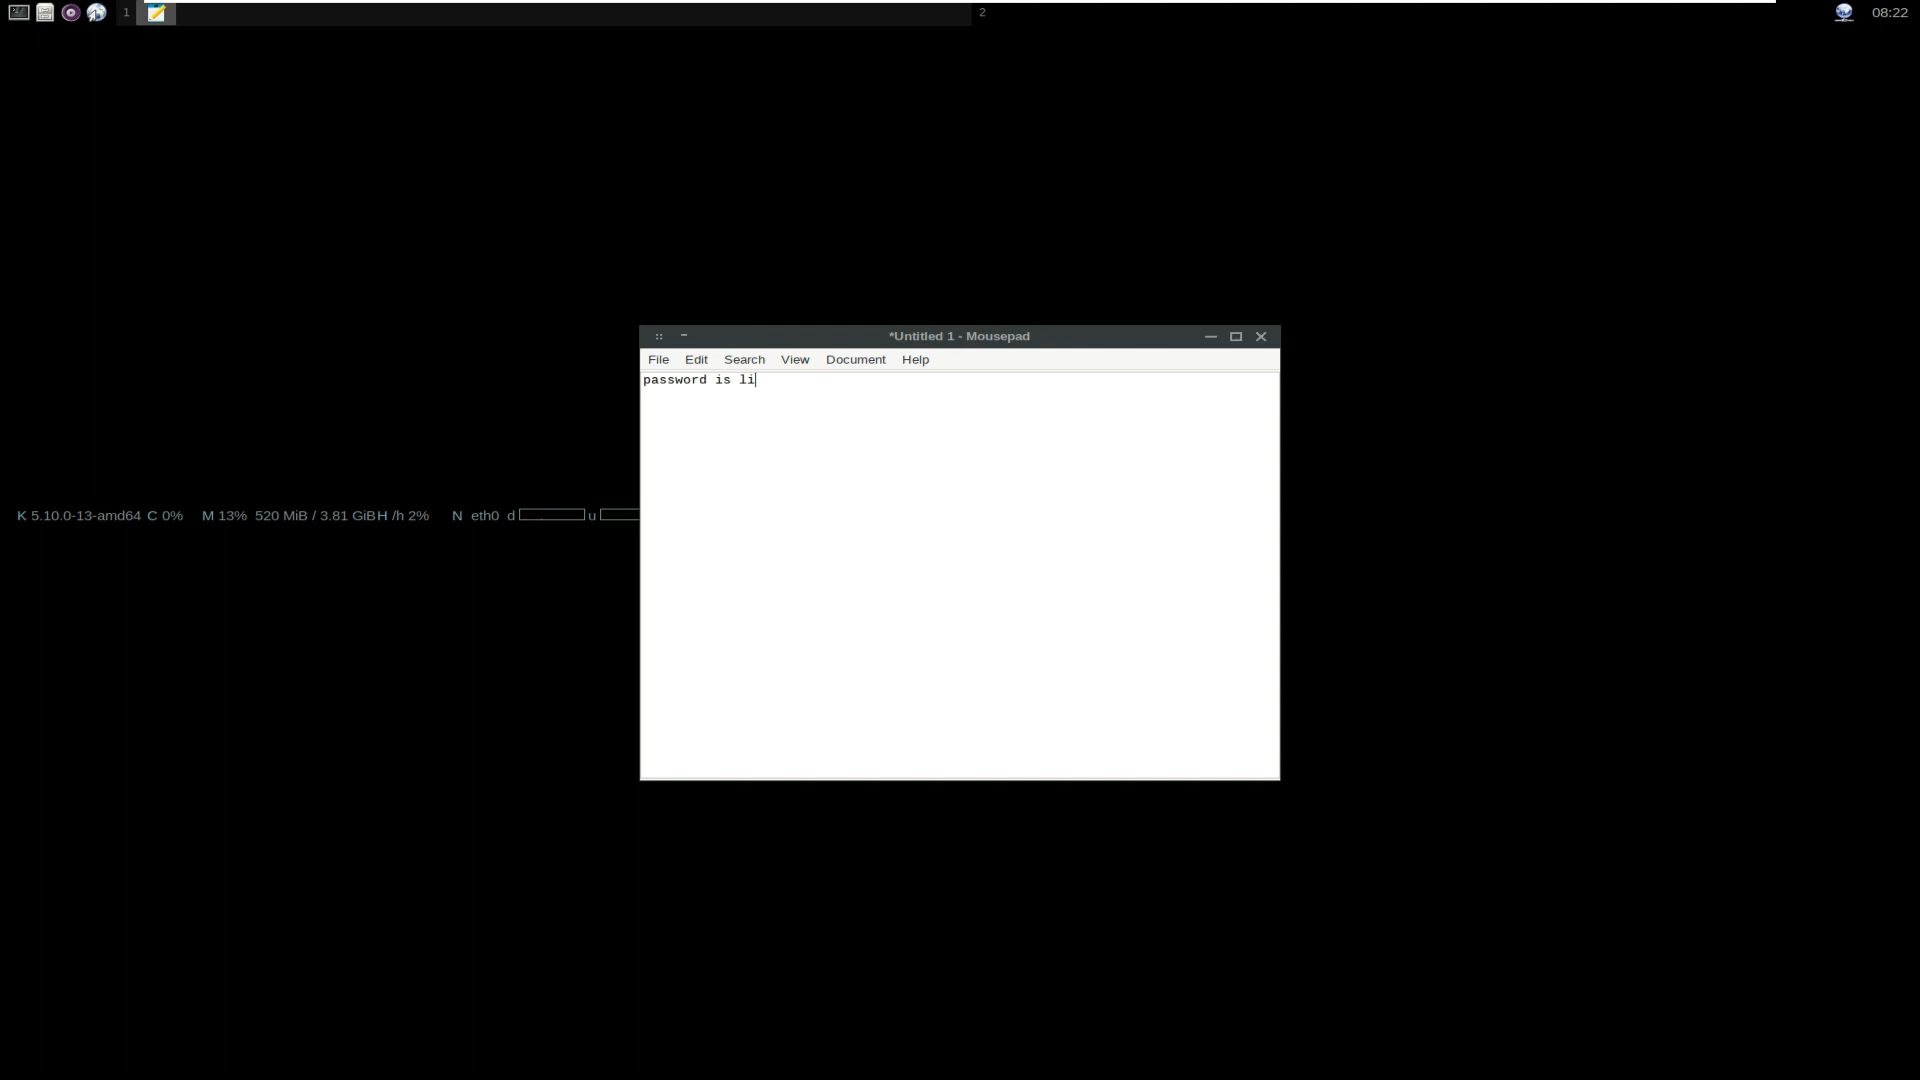 1
2
08:22
*Untitled 1 - Mousepad
File Edit Search View Document Help
password is li
K 5.10.0-13-amd64 C 0% M 13% 520 MiB / 3.81 GiB H /h 2% N eth0 d u